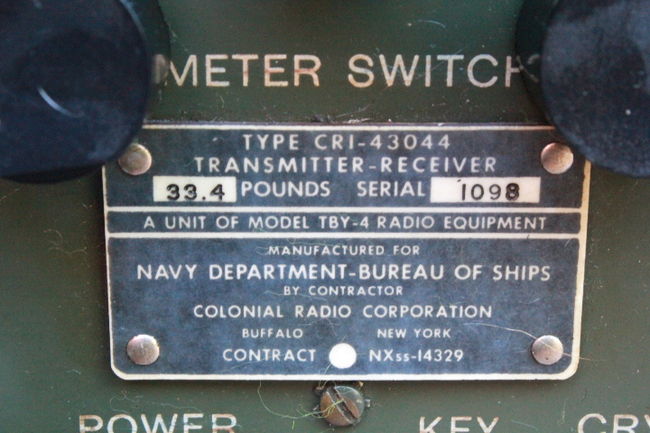 METER SWITCH
TYPE CRI-43044
TRANSMITTER-RECEIVER
33.4 POUNDS SERIAL 1098
A UNIT OF MODEL TBY-4 RADIO EQUIPMENT
MANUFACTURED FOR
NAVY DEPARTMENT-BUREAU OF SHIPS
BY CONTRACTOR
COLONIAL RADIO CORPORATION
BUFFALO NEW YORK
CONTRACT NXss-14329
POWER KEY CRY